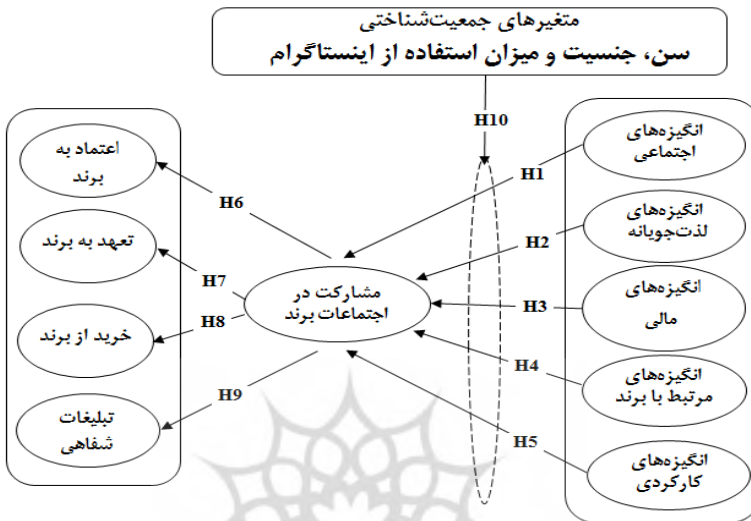 متغیرهای جمعیت‌شناختی
سن، جنسیت و میزان استفاده از اینستاگرام
H10
انگیزه‌های
اجتماعی
انگیزه‌های
لذت‌جویانه
انگیزه‌های
مالی
انگیزه‌های
مرتبط با برند
انگیزه‌های
کارکردی
H1
H2
H3
H4
H5
مشارکت در
اجتماعات برند
H6
H7
H8
H9
اعتماد به
برند
تعهد به برند
خرید از برند
تبلیغات
شفاهی